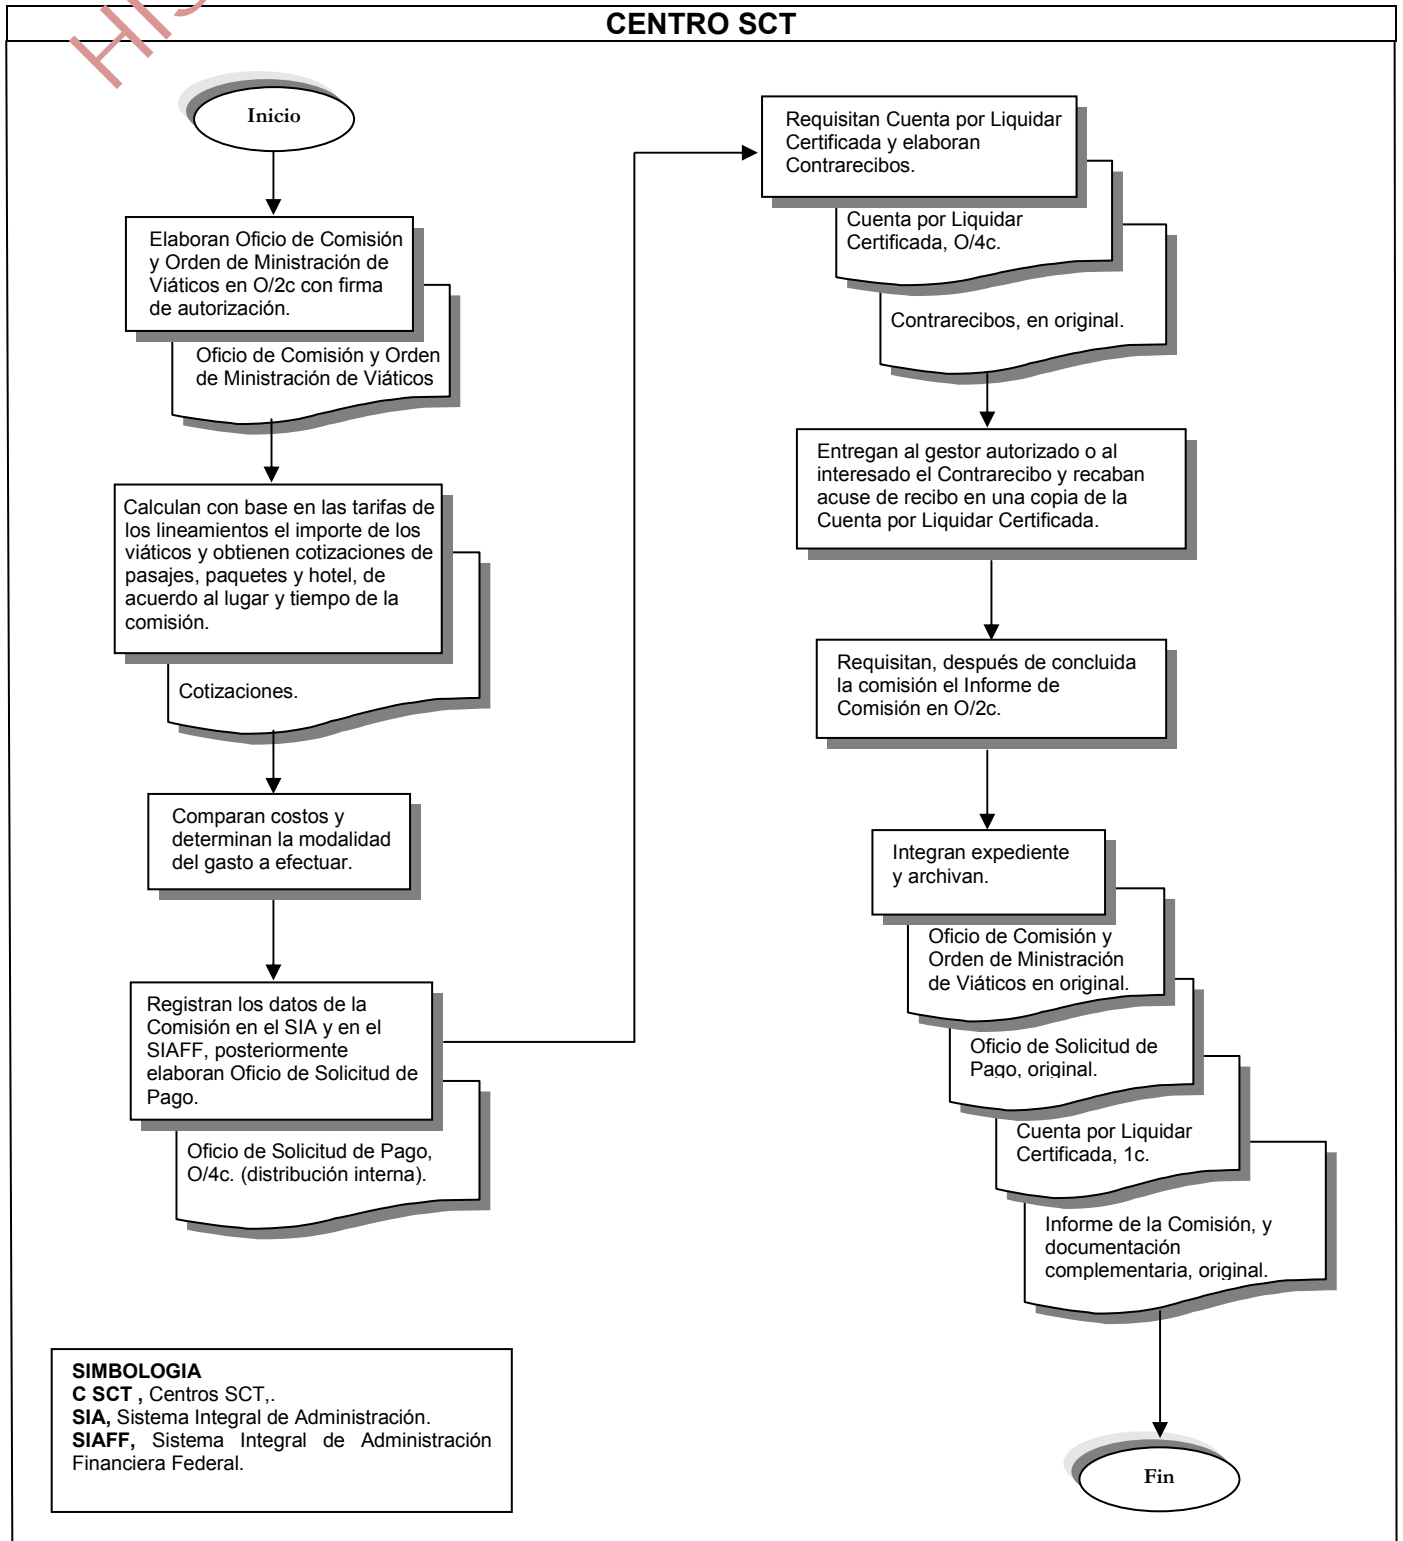 CENTRO SCT
Inicio
Elaboran Oficio de Comisión
y Orden de Ministración de
Viáticos en O/2c con firma
de autorización.
Oficio de Comisión y Orden
de Ministración de Viáticos
Calculan con base en las tarifas de
los lineamientos el importe de los
viáticos y obtienen cotizaciones de
pasajes, paquetes y hotel, de
acuerdo al lugar y tiempo de la
comisión.
Cotizaciones.
Comparan costos y
determinan la modalidad
del gasto a efectuar.
Registran los datos de la
Comisión en el SIA y en el
SIAFF, posteriormente
elaboran Oficio de Solicitud de
Pago.
Oficio de Solicitud de Pago,
O/4c. (distribución interna).
Requisitan Cuenta por Liquidar
Certificada y elaboran
Contrarecibos.
Cuenta por Liquidar
Certificada, O/4c.
Contrarecibos, en original.
Entregan al gestor autorizado o al
interesado el Contrarecibo y recaban
acuse de recibo en una copia de la
Cuenta por Liquidar Certificada.
Requisitan, después de concluida
la comisión el Informe de
Comisión en O/2c.
Integran expediente
y archivan.
Oficio de Comisión y
Orden de Ministración
de Viáticos en original.
Oficio de Solicitud de
Pago, original.
Cuenta por Liquidar
Certificada, 1c.
Informe de la Comisión, y
documentación
complementaria, original.
Fin
SIMBOLOGIA
C SCT , Centros SCT,.
SIA, Sistema Integral de Administración.
SIAFF, Sistema Integral de Administración
Financiera Federal.